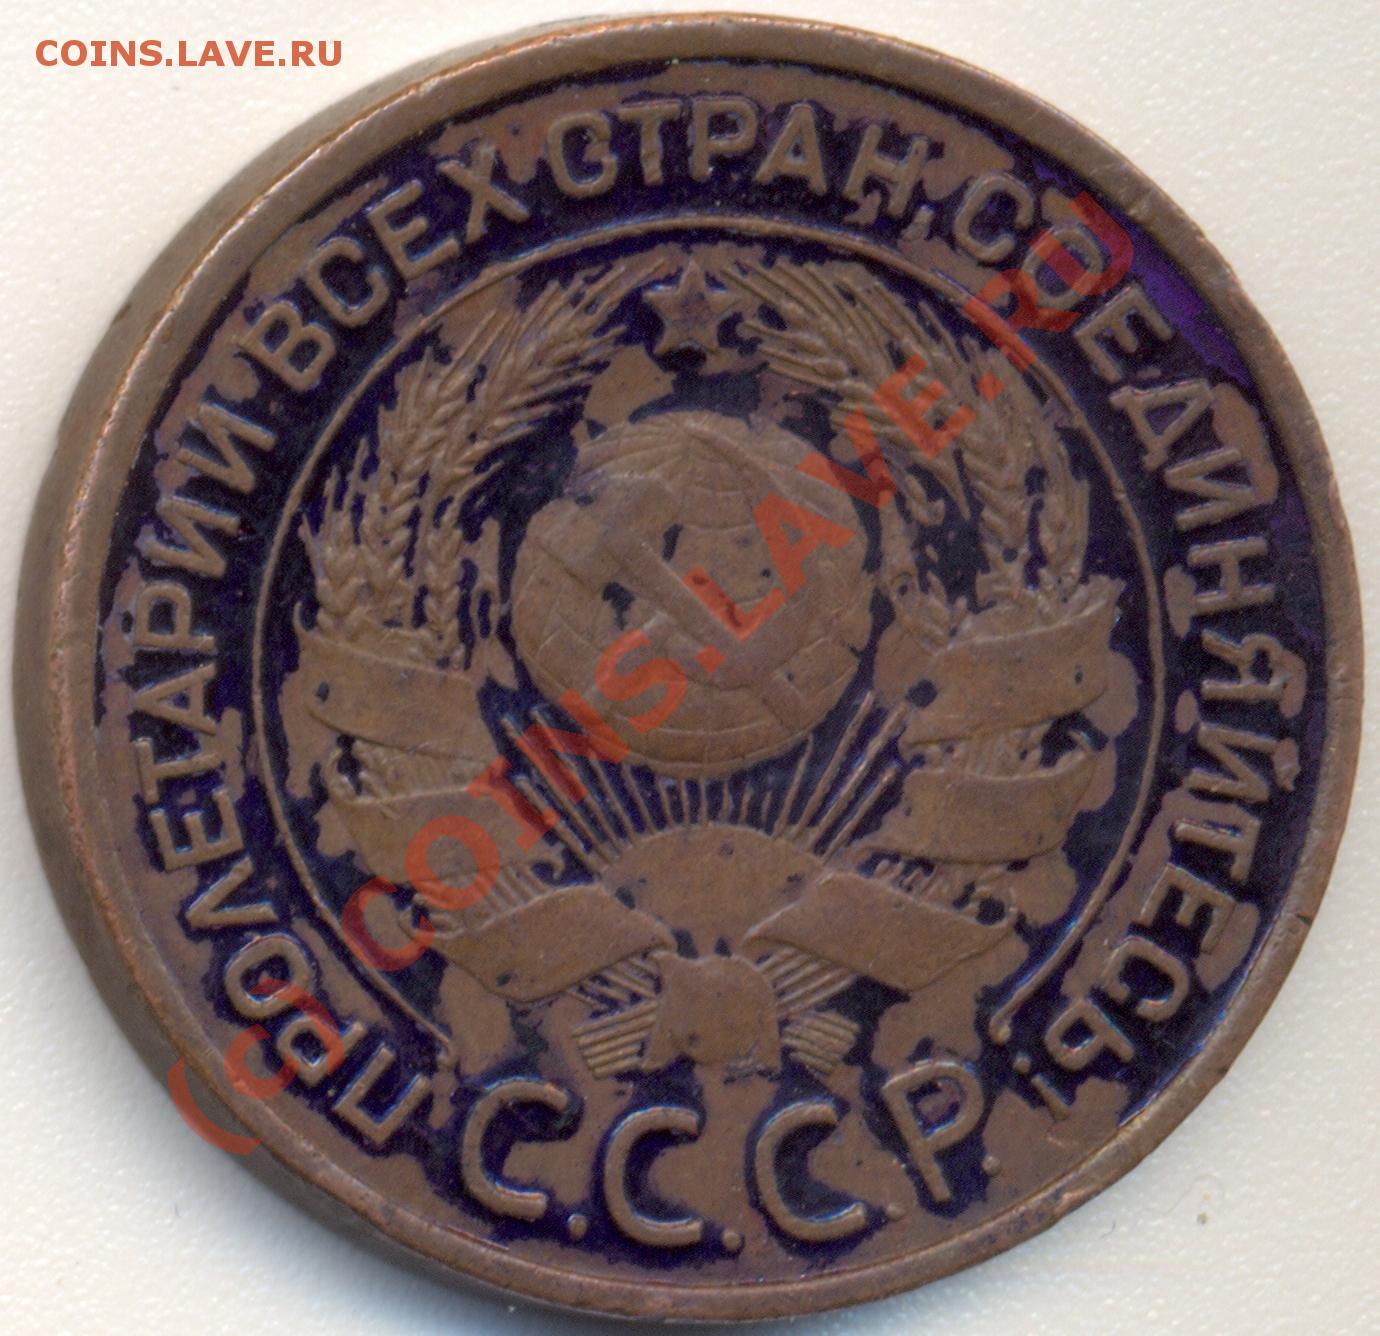 COINS.LAVE.RU
ПРОЛЕТАРИИ ВСЕХ СТРАН, СОЕДИНЯЙТЕСЬ!
С.С.С.Р.
(c) COINS.LAVE.RU